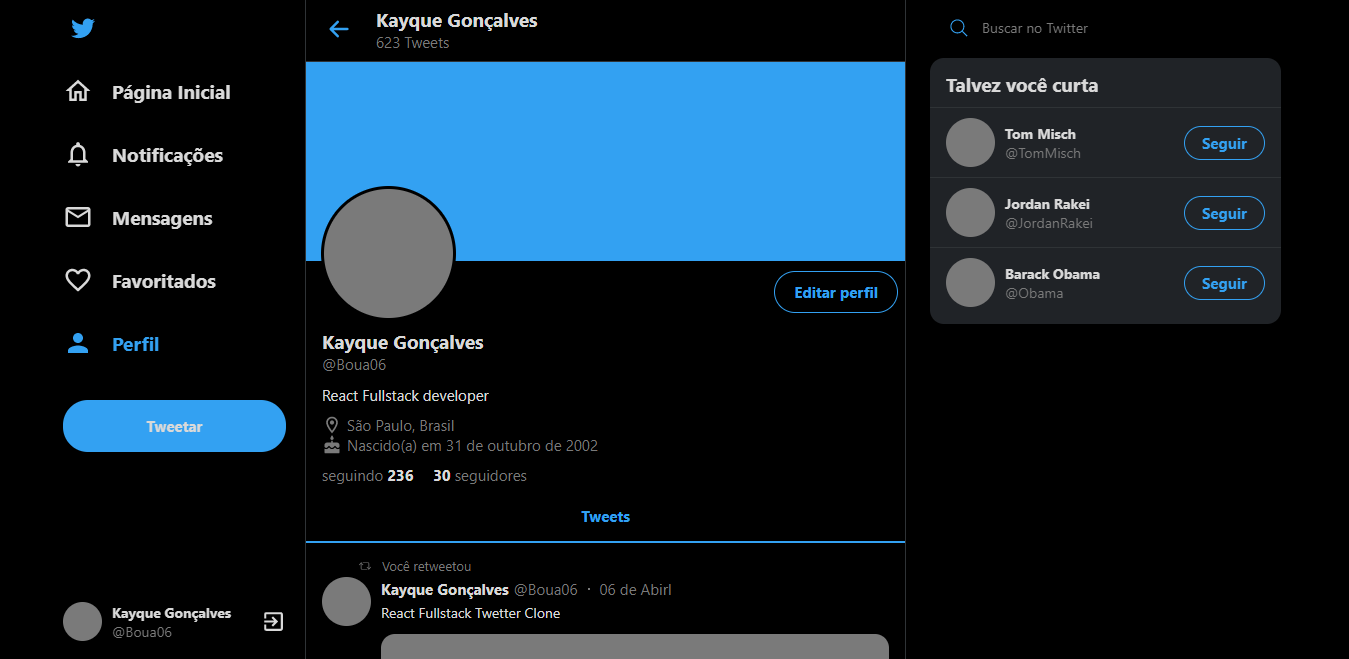 Página Inicial
Notificações
Mensagens
Favoritados
Perfil
Tweetar
Kayque Gonçalves
@Boua06
Kayque Gonçalves
623 Tweets
Editar perfil
Kayque Gonçalves
@Boua06
React Fullstack developer
São Paulo, Brasil
Nascido(a) em 31 de outubro de 2002
seguindo 236 30 seguidores
Tweets
Você retweetou
Kayque Gonçalves @Boua06 · 06 de Abirl
React Fullstack Twetter Clone
Buscar no Twitter
Talvez você curta
Tom Misch
@TomMisch
Seguir
Jordan Rakei
@JordanRakei
Seguir
Barack Obama
@Obama
Seguir